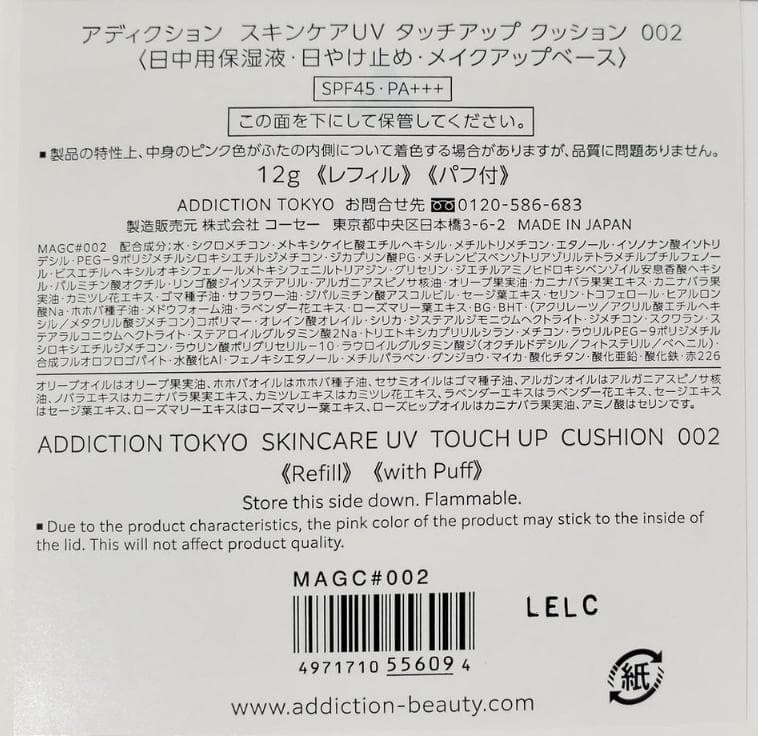 アディクション スキンケアUV タッチアップ クッション 002
〈日中用保湿液・日やけ止め・メイクアップベース〉
SPF45・PA+++
この面を下にして保管してください。
▪製品の特性上、中身のピンク色がふたの内側について着色する場合がありますが、品質に問題ありません。
12g《レフィル》《パフ付》
ADDICTION TOKYO お問合せ先 0120-586-683
製造販売元 株式会社 コーセー 東京都中央区日本橋3-6-2 MADE IN JAPAN
MAGC#002 配合成分;水・シクロメチコン・メトキシケイヒ酸エチルヘキシル・メチルトリメチコン・エタノール・イソノナン酸イソトリ
デシル・PEG-9ポリジメチルシロキシエチルジメチコン・ジカプリン酸PG・メチレンビスベンゾトリアゾリルテトラメチルブチルフェノー
ル・ビスエチルヘキシルオキシフェノールメトキシフェニルトリアジン・グリセリン・ジエチルアミノヒドロキシベンゾイル安息香酸ヘキシ
ル・パルミチン酸オクチル・リンゴ酸ジイソステアリル・アルガニアスピノサ核油・オリーブ果実油・カニナバラ果実エキス・カニナバラ果
実油・カミツレ花エキス・ゴマ種子油・サフラワー油・ジパルミチン酸アスコルビル・セージ葉エキス・セリン・トコフェロール・ヒアルロン
酸Na・ホホバ種子油・メドウフォーム油・ラベンダー花エキス・ローズマリー葉エキス・BG・BHT・(アクリレーツ／アクリル酸エチルヘキ
シル／メタクリル酸ジメチコン)コポリマー・オレイン酸オレイル・シリカ・ジステアルジモニウムヘクトライト・ジメチコン・スクワラン・ス
テアラルコニウムヘクトライト・ステアロイルグルタミン酸2Na・トリエトキシカプリリルシラン・メチコン・ラウリルPEG-9ポリジメチル
シロキシエチルジメチコン・ラウリン酸ポリグリセリル-10・ラウロイルグルタミン酸ジ(オクチルドデシル／フィトステリル／ベヘニル)・
合成フルオロフロゴパイト・水酸化Al・フェノキシエタノール・メチルパラベン・グンジョウ・マイカ・酸化チタン・酸化亜鉛・酸化鉄・赤226
オリーブオイルはオリーブ果実油、ホホバオイルはホホバ種子油、セサミオイルはゴマ種子油、アルガンオイルはアルガニアスピノサ核
油、ノバラエキスはカニナバラ果実エキス、カミツレエキスはカミツレ花エキス、ラベンダーエキスはラベンダー花エキス、セージエキス
はセージ葉エキス、ローズマリーエキスはローズマリー葉エキス、ローズヒップオイルはカニナバラ果実油、アミノ酸はセリンです。
ADDICTION TOKYO SKINCARE UV TOUCH UP CUSHION 002
《Refill》《with Puff》
Store this side down. Flammable.
▪Due to the product characteristics, the pink color of the product may stick to the inside of
the lid. This will not affect product quality.
MAGC#002
LELC
4971710 55609 4
紙
www.addiction-beauty.com